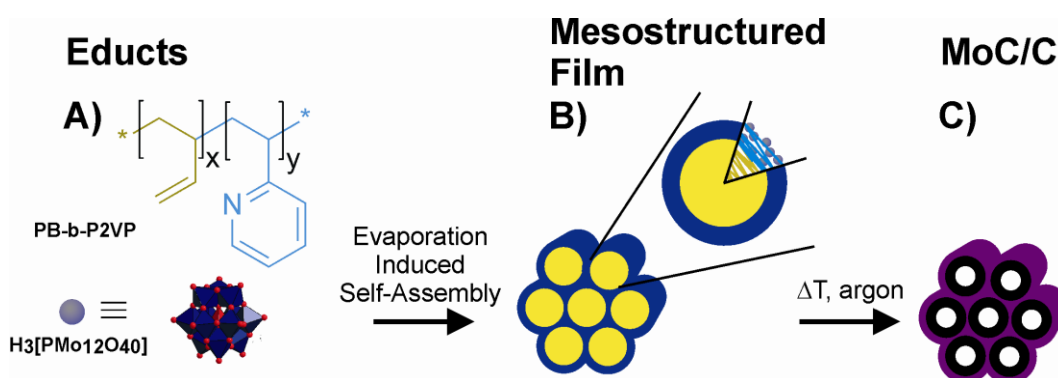 Educts
Mesostructured
Film
MoC/C
A)
B)
C)
*
*
x
y
N
PB-b-P2VP
H3[PMo12O40]
Evaporation
Induced
Self-Assembly
ΔT, argon